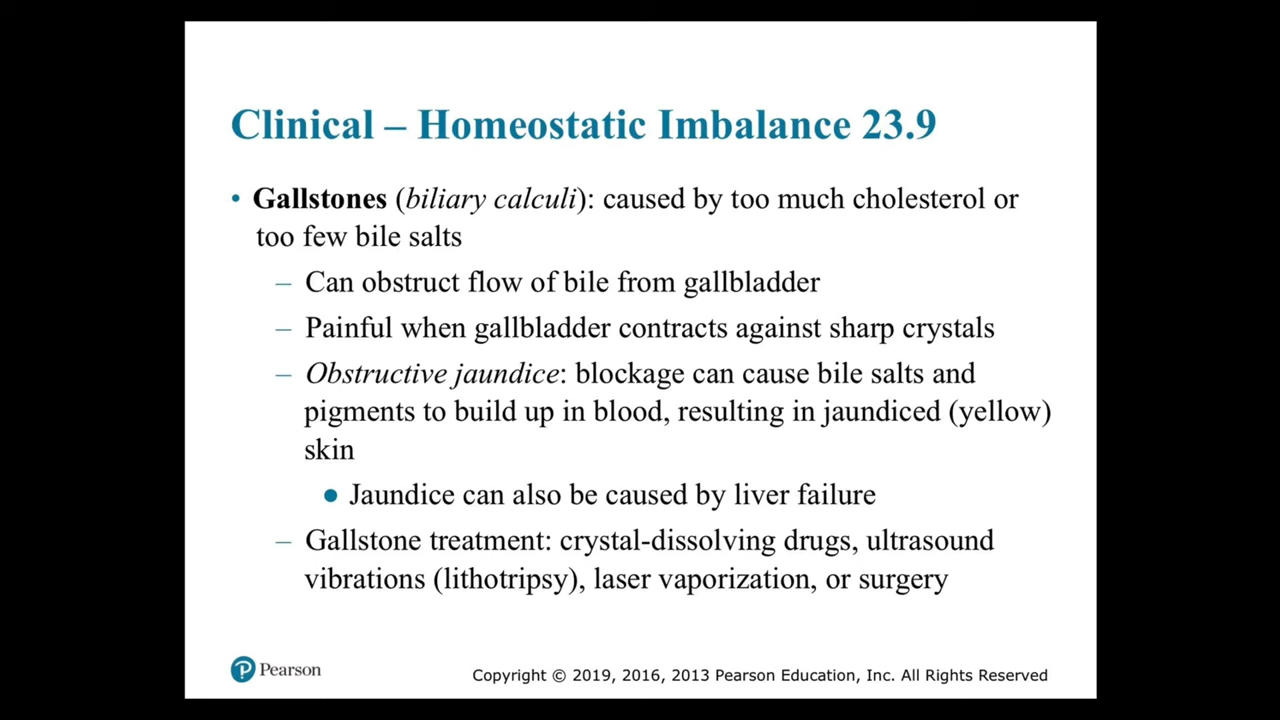 Clinical – Homeostatic Imbalance 23.9
• Gallstones (biliary calculi): caused by too much cholesterol or
too few bile salts
– Can obstruct flow of bile from gallbladder
– Painful when gallbladder contracts against sharp crystals
– Obstructive jaundice: blockage can cause bile salts and
pigments to build up in blood, resulting in jaundiced (yellow)
skin
● Jaundice can also be caused by liver failure
– Gallstone treatment: crystal-dissolving drugs, ultrasound
vibrations (lithotripsy), laser vaporization, or surgery
P Pearson
Copyright © 2019, 2016, 2013 Pearson Education, Inc. All Rights Reserved